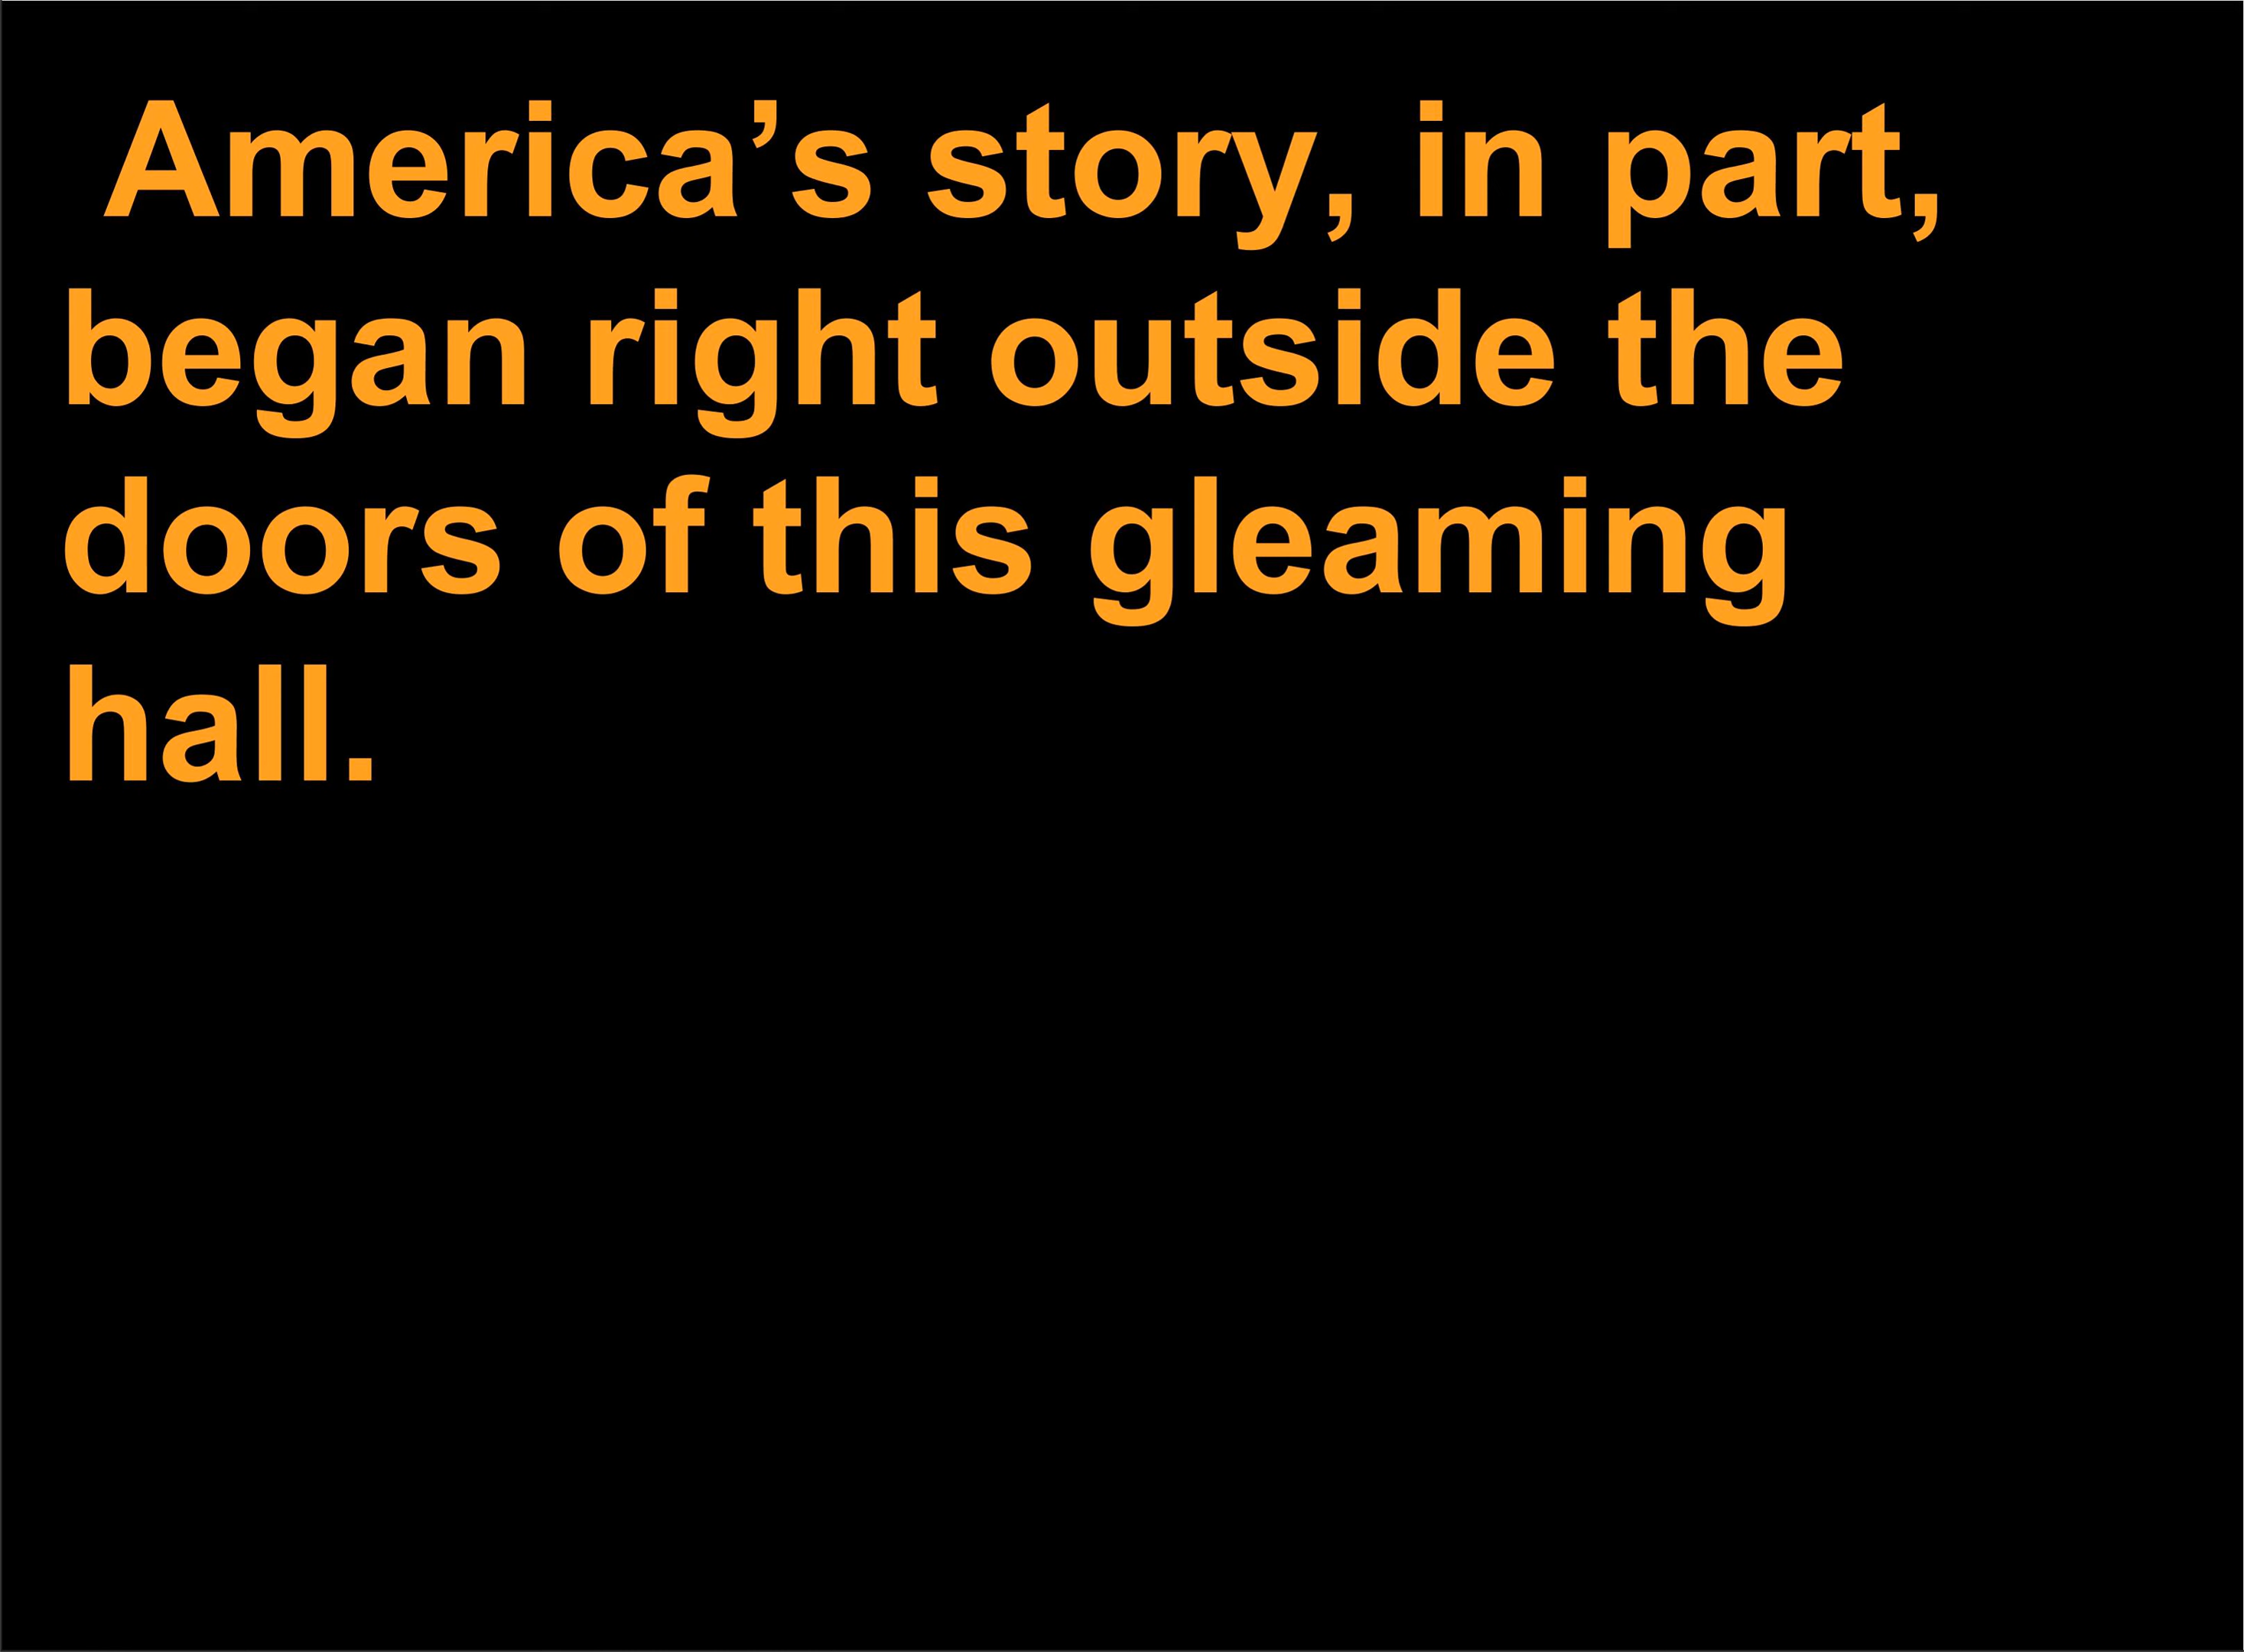 America’s story, in part,
began right outside the
doors of this gleaming
hall.